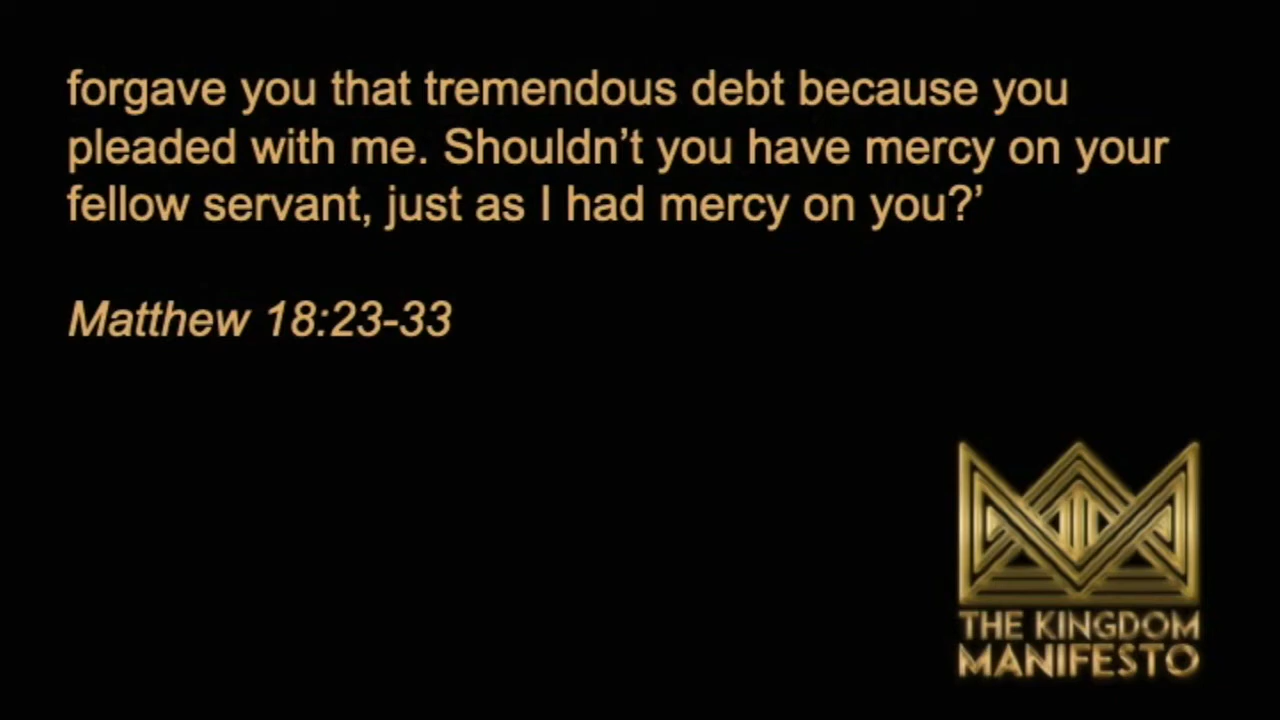 forgave you that tremendous debt because you
pleaded with me. Shouldn’t you have mercy on your
fellow servant, just as I had mercy on you?’
Matthew 18:23-33
THE KINGDOM
MANIFESTO